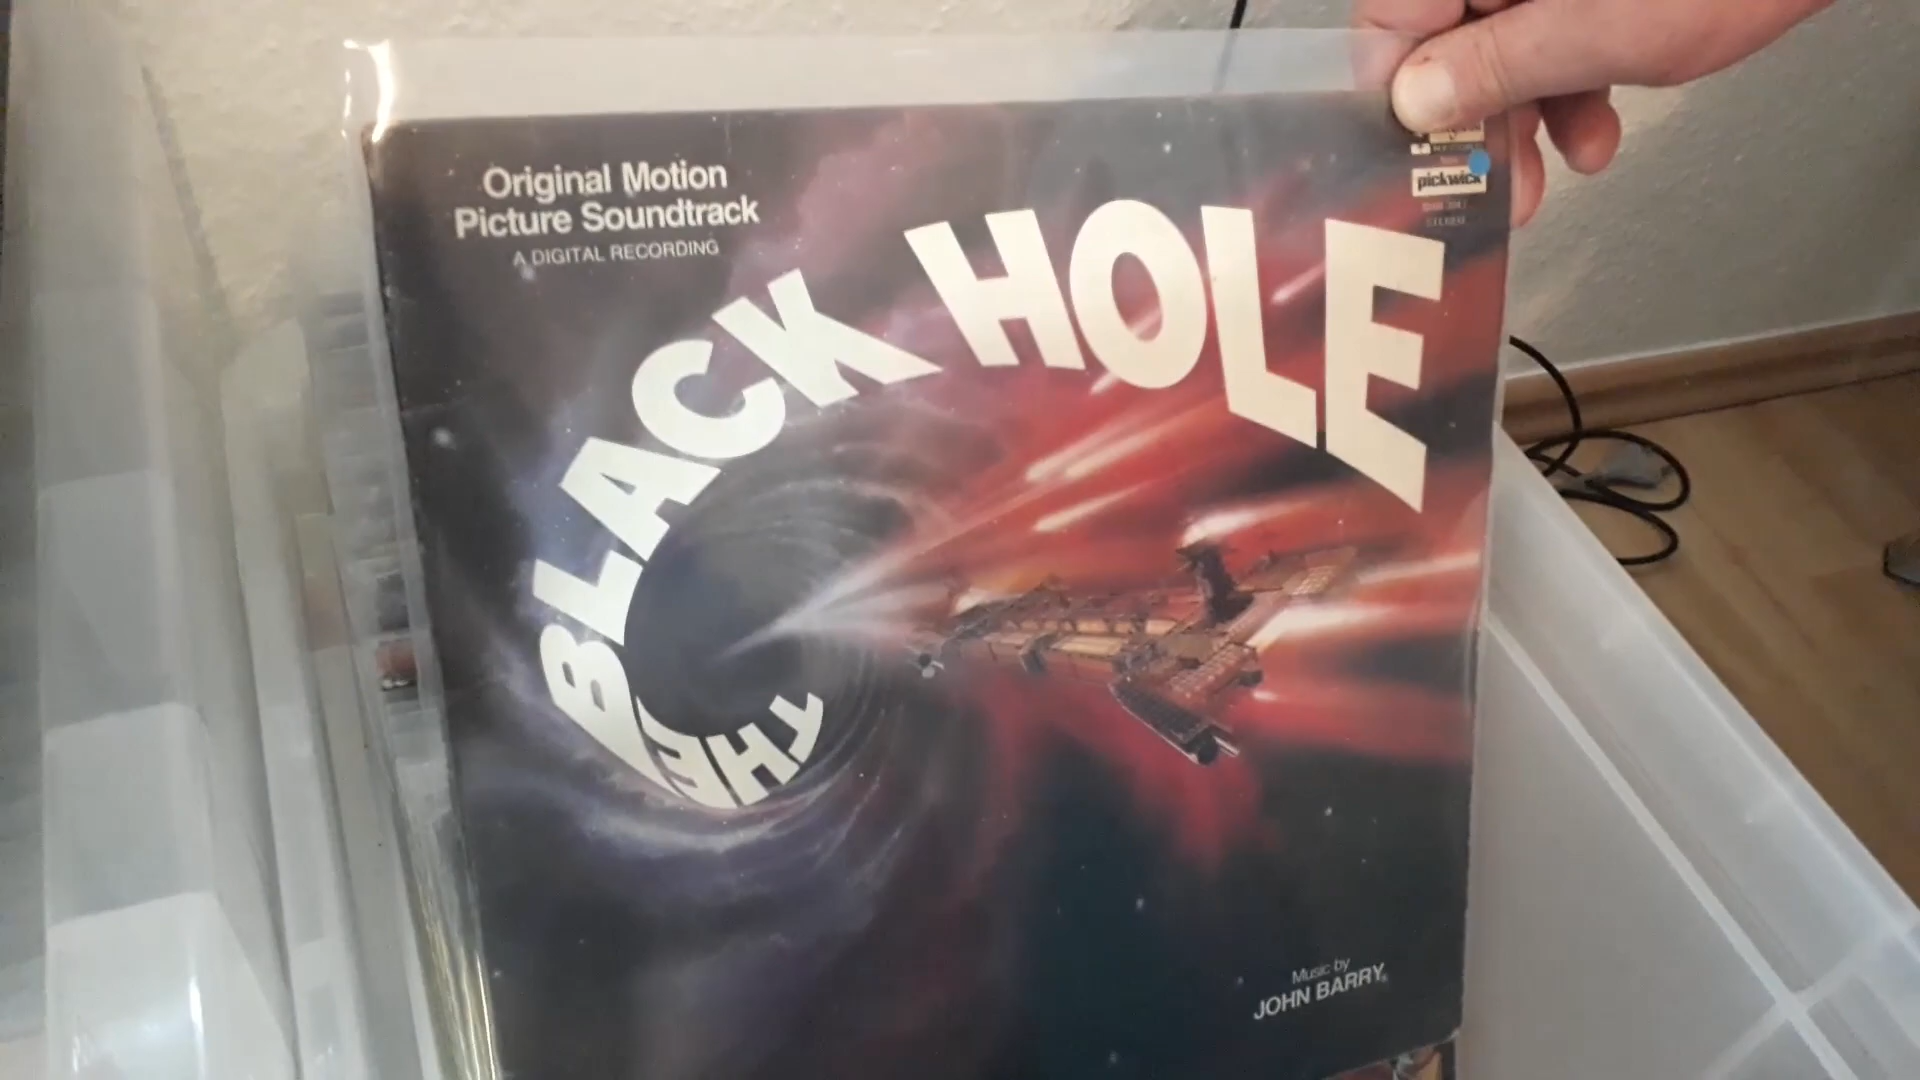 Original Motion
Picture Soundtrack
A DIGITAL RECORDING
THE BLACK HOLE
pickwick
Music by
JOHN BARRY